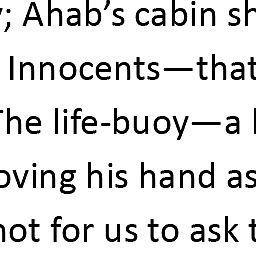 ; Ahab’s cabin sh
Innocents—that
The life-buoy—a
oving his hand as
not for us to ask t